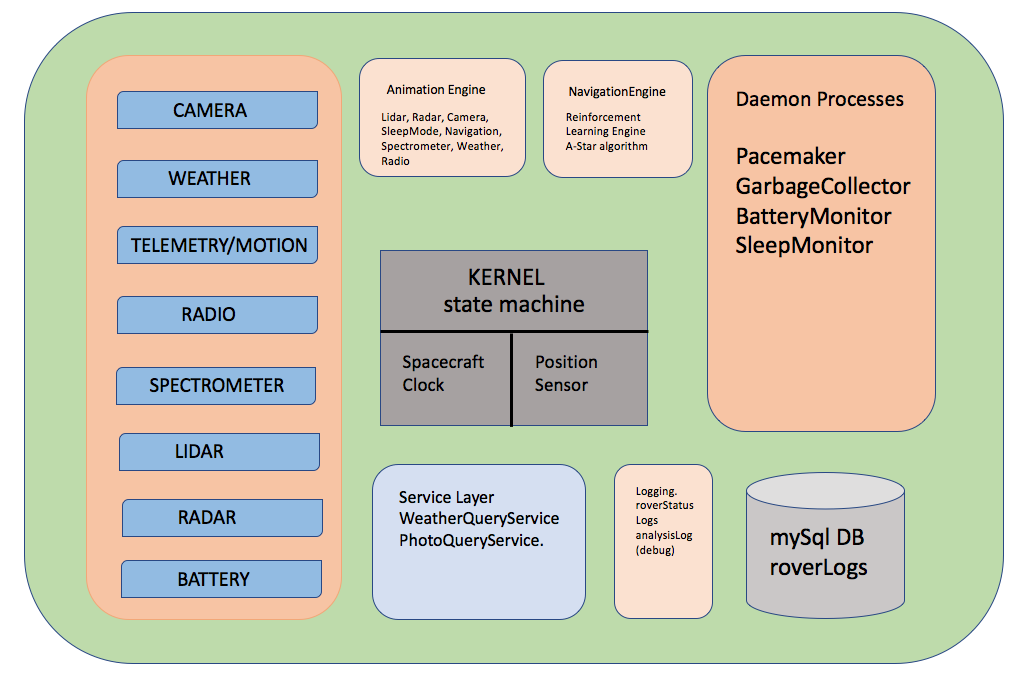 CAMERA
WEATHER
TELEMETRY/MOTION
RADIO
SPECTROMETER
LIDAR
RADAR
BATTERY
Animation Engine
Lidar, Radar, Camera,
SleepMode, Navigation,
Spectrometer, Weather,
Radio
NavigationEngine
Reinforcement
Learning Engine
A-Star algorithm
Daemon Processes
Pacemaker
GarbageCollector
BatteryMonitor
SleepMonitor
KERNEL
state machine
Spacecraft
Clock
Position
Sensor
Service Layer
WeatherQueryService
PhotoQueryService.
Logging.
roverStatus
Logs
analysisLog
(debug)
mySql DB
roverLogs